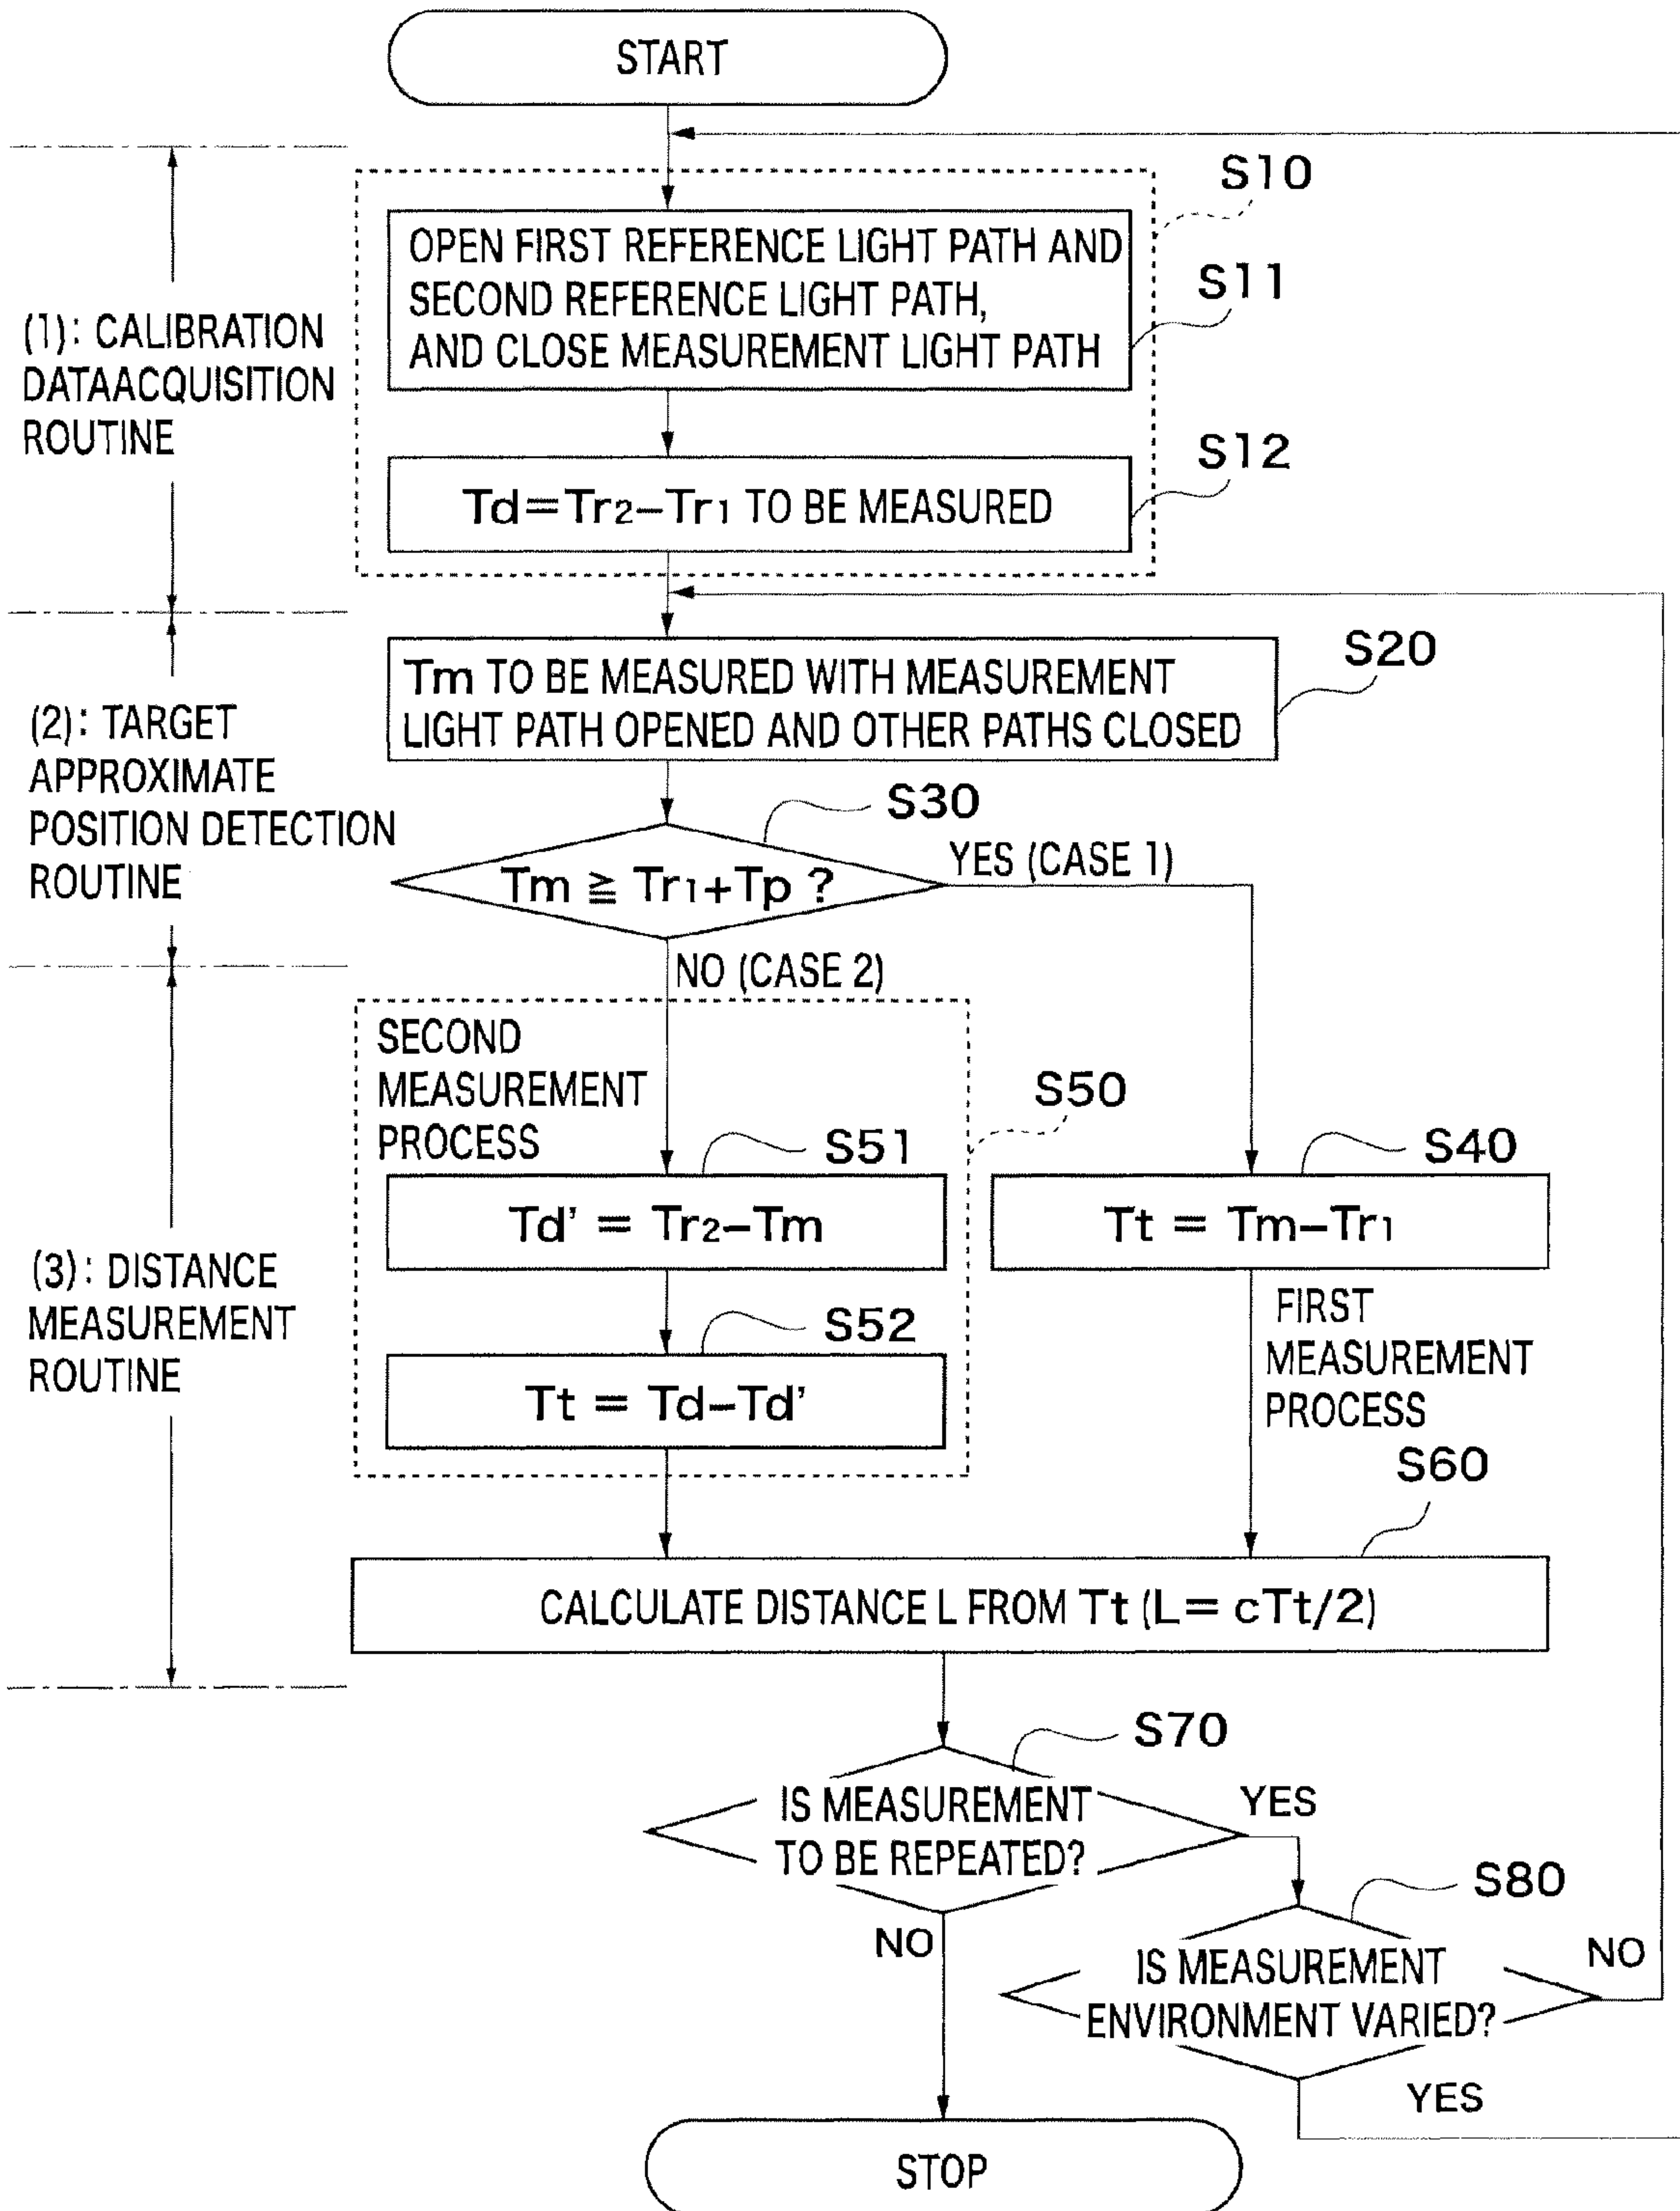 START
S10
OPEN FIRST REFERENCE LIGHT PATH AND
SECOND REFERENCE LIGHT PATH,
AND CLOSE MEASUREMENT LIGHT PATH
S11
(1): CALIBRATION
DATAACQUISITION
ROUTINE
S12
Td=Tr2-Tr1 TO BE MEASURED
S20
Tm TO BE MEASURED WITH MEASUREMENT
LIGHT PATH OPENED AND OTHER PATHS CLOSED
(2): TARGET
APPROXIMATE
POSITION DETECTION
ROUTINE
S30
Tm ≧ Tr1+Tp ?
YES (CASE 1)
NO (CASE 2)
SECOND
MEASUREMENT
PROCESS
S50
S51
Td' = Tr2-Tm
S40
Tt = Tm-Tr1
(3): DISTANCE
MEASUREMENT
ROUTINE
S52
Tt = Td-Td'
FIRST
MEASUREMENT
PROCESS
S60
CALCULATE DISTANCE L FROM Tt (L= cTt/2)
S70
IS MEASUREMENT
TO BE REPEATED?
YES
NO
S80
IS MEASUREMENT
ENVIRONMENT VARIED?
NO
YES
STOP